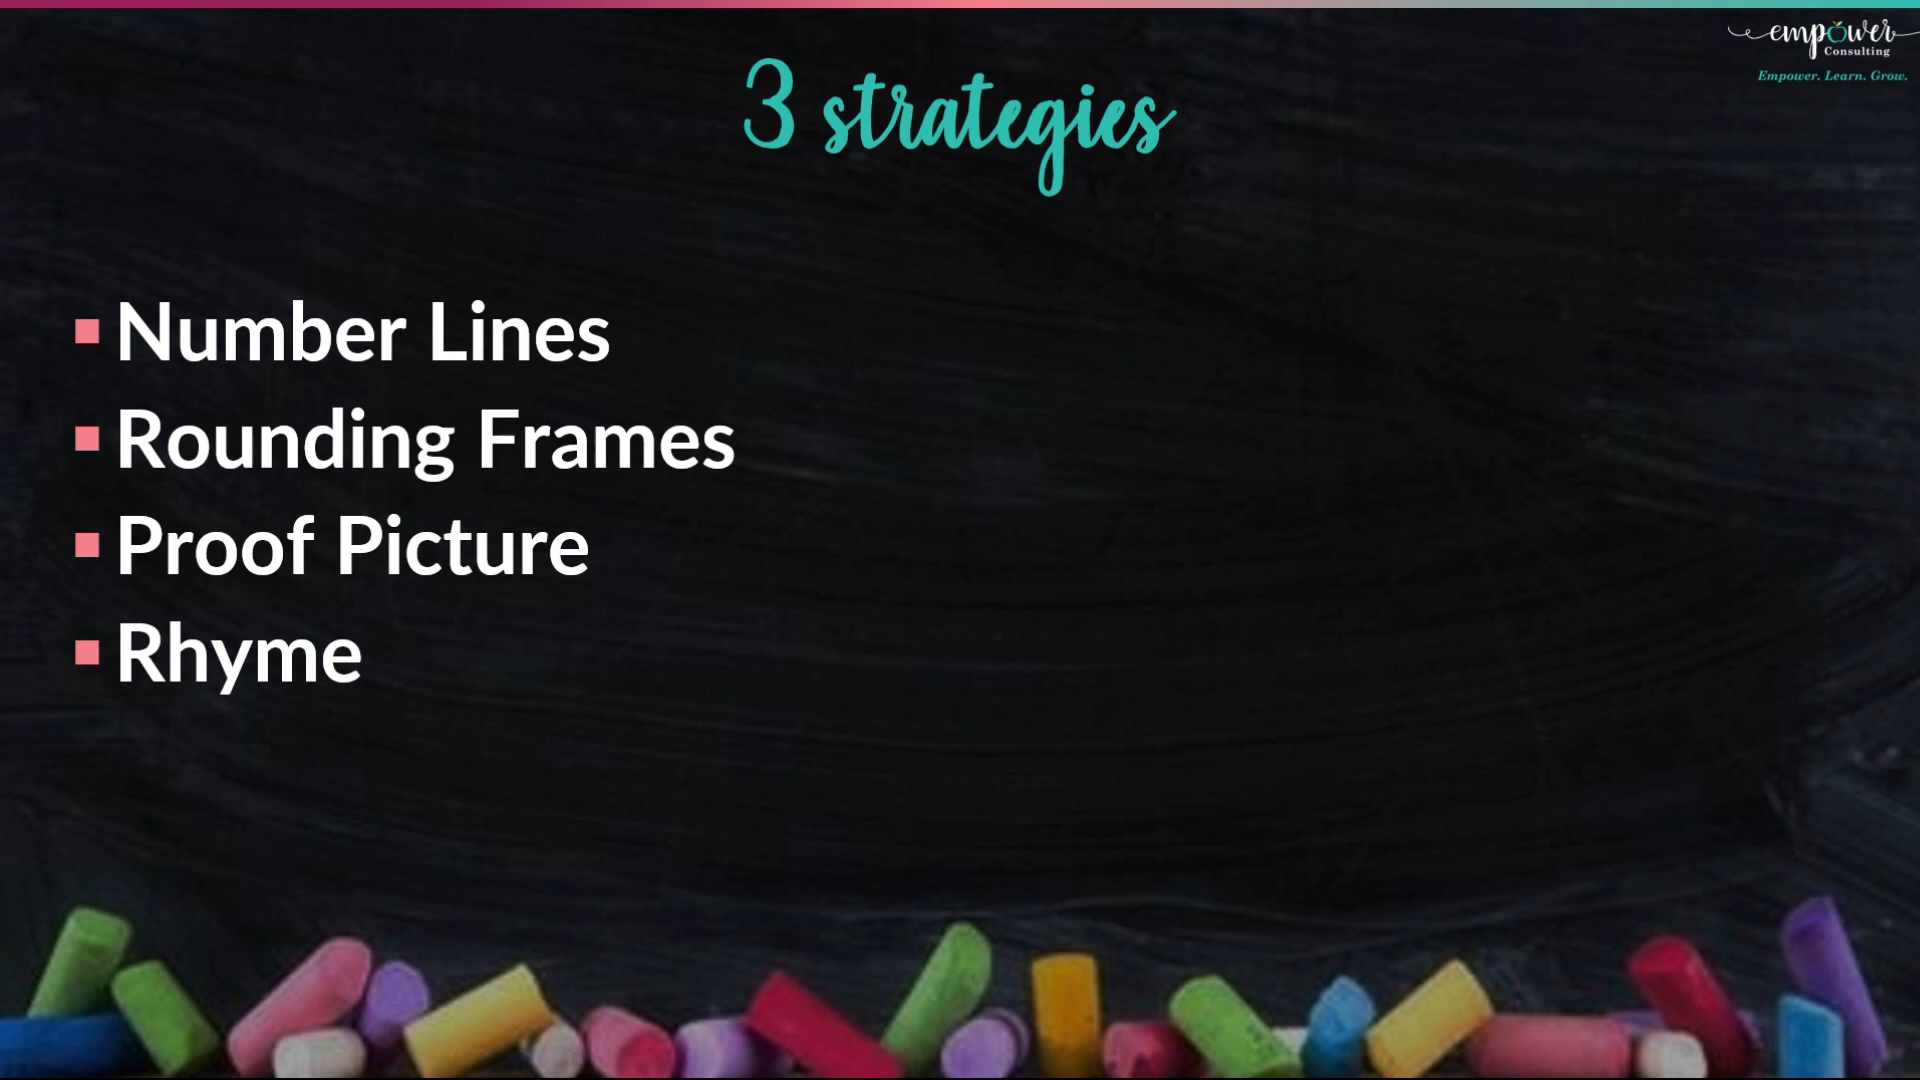 empower
Consulting
Empower. Learn. Grow.
3 strategies
Number Lines
Rounding Frames
Proof Picture
Rhyme